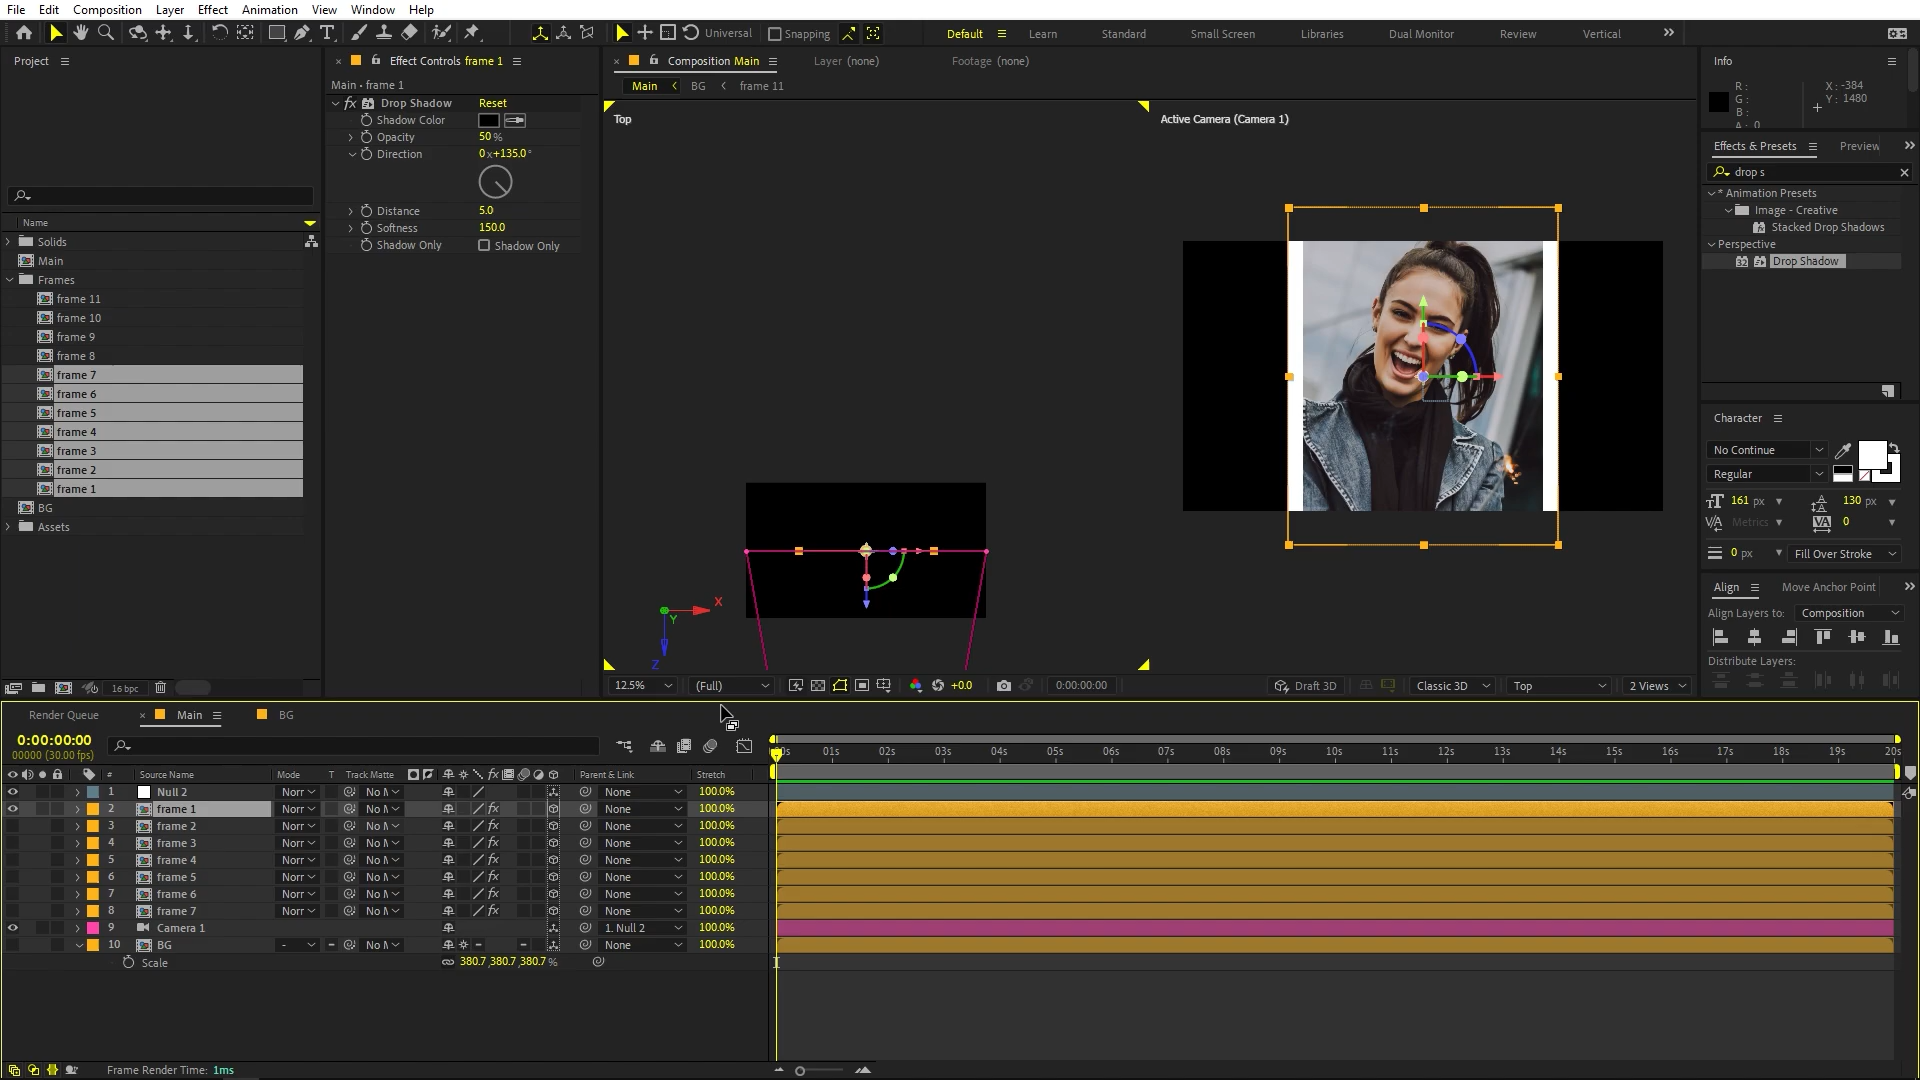 File Edit Composition Layer Effect Animation View Window Help
Universal Snapping Default Learn Standard Small Screen Libraries Dual Monitor Review Vertical
Project
Name
Solids
Main
Frames
frame 11
frame 10
frame 9
frame 8
frame 7
frame 6
frame 5
frame 4
frame 3
frame 2
frame 1
BG
Assets
16 bpc
Effect Controls frame 1
Main • frame 1
fx Drop Shadow Reset
Shadow Color
Opacity 50 %
Direction 0 x+135.0 °
Distance 5.0
Softness 150.0
Shadow Only Shadow Only
Composition Main Layer (none) Footage (none)
Main BG frame 11
Top
Active Camera (Camera 1)
X
Y
Z
12.5% (Full) +0.0 0:00:00:00 Draft 3D Classic 3D Top 2 Views
Info
R : X : -384
G : Y : 1480
B :
A : 0
Effects & Presets Preview
drop s
* Animation Presets
Image - Creative
Stacked Drop Shadows
Perspective
32 Drop Shadow
Character
No Continue
Regular
161 px 130 px
Metrics 0
0 px Fill Over Stroke
Align Move Anchor Point
Align Layers to: Composition
Distribute Layers:
Render Queue Main BG
0:00:00:00
00000 (30.00 fps)
00s 01s 02s 03s 04s 05s 06s 07s 08s 09s 10s 11s 12s 13s 14s 15s 16s 17s 18s 19s 20s
# Source Name Mode T Track Matte fx Parent & Link Stretch
1 Null 2 Norr No M None 100.0%
2 frame 1 Norr No M fx None 100.0%
3 frame 2 Norr No M fx None 100.0%
4 frame 3 Norr No M fx None 100.0%
5 frame 4 Norr No M fx None 100.0%
6 frame 5 Norr No M fx None 100.0%
7 frame 6 Norr No M fx None 100.0%
8 frame 7 Norr No M fx None 100.0%
9 Camera 1 1. Null 2 100.0%
10 BG - No M None 100.0%
Scale 380.7 ,380.7 ,380.7 %
Frame Render Time: 1ms